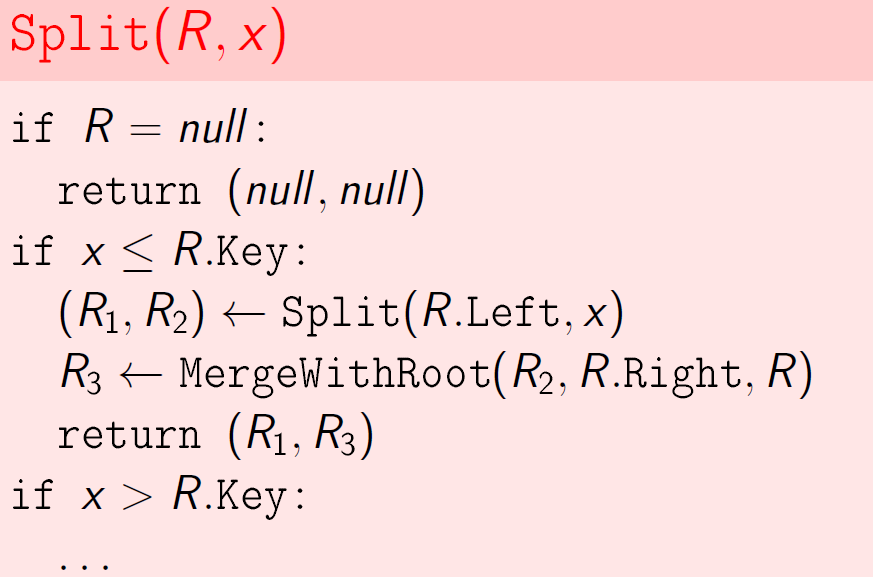 Split(R, x)
if R = null:
return (null, null)
if x ≤ R.Key:
(R₁, R₂) ← Split(R.Left, x)
R₃ ← MergeWithRoot(R₂, R.Right, R)
return (R₁, R₃)
if x > R.Key:
...